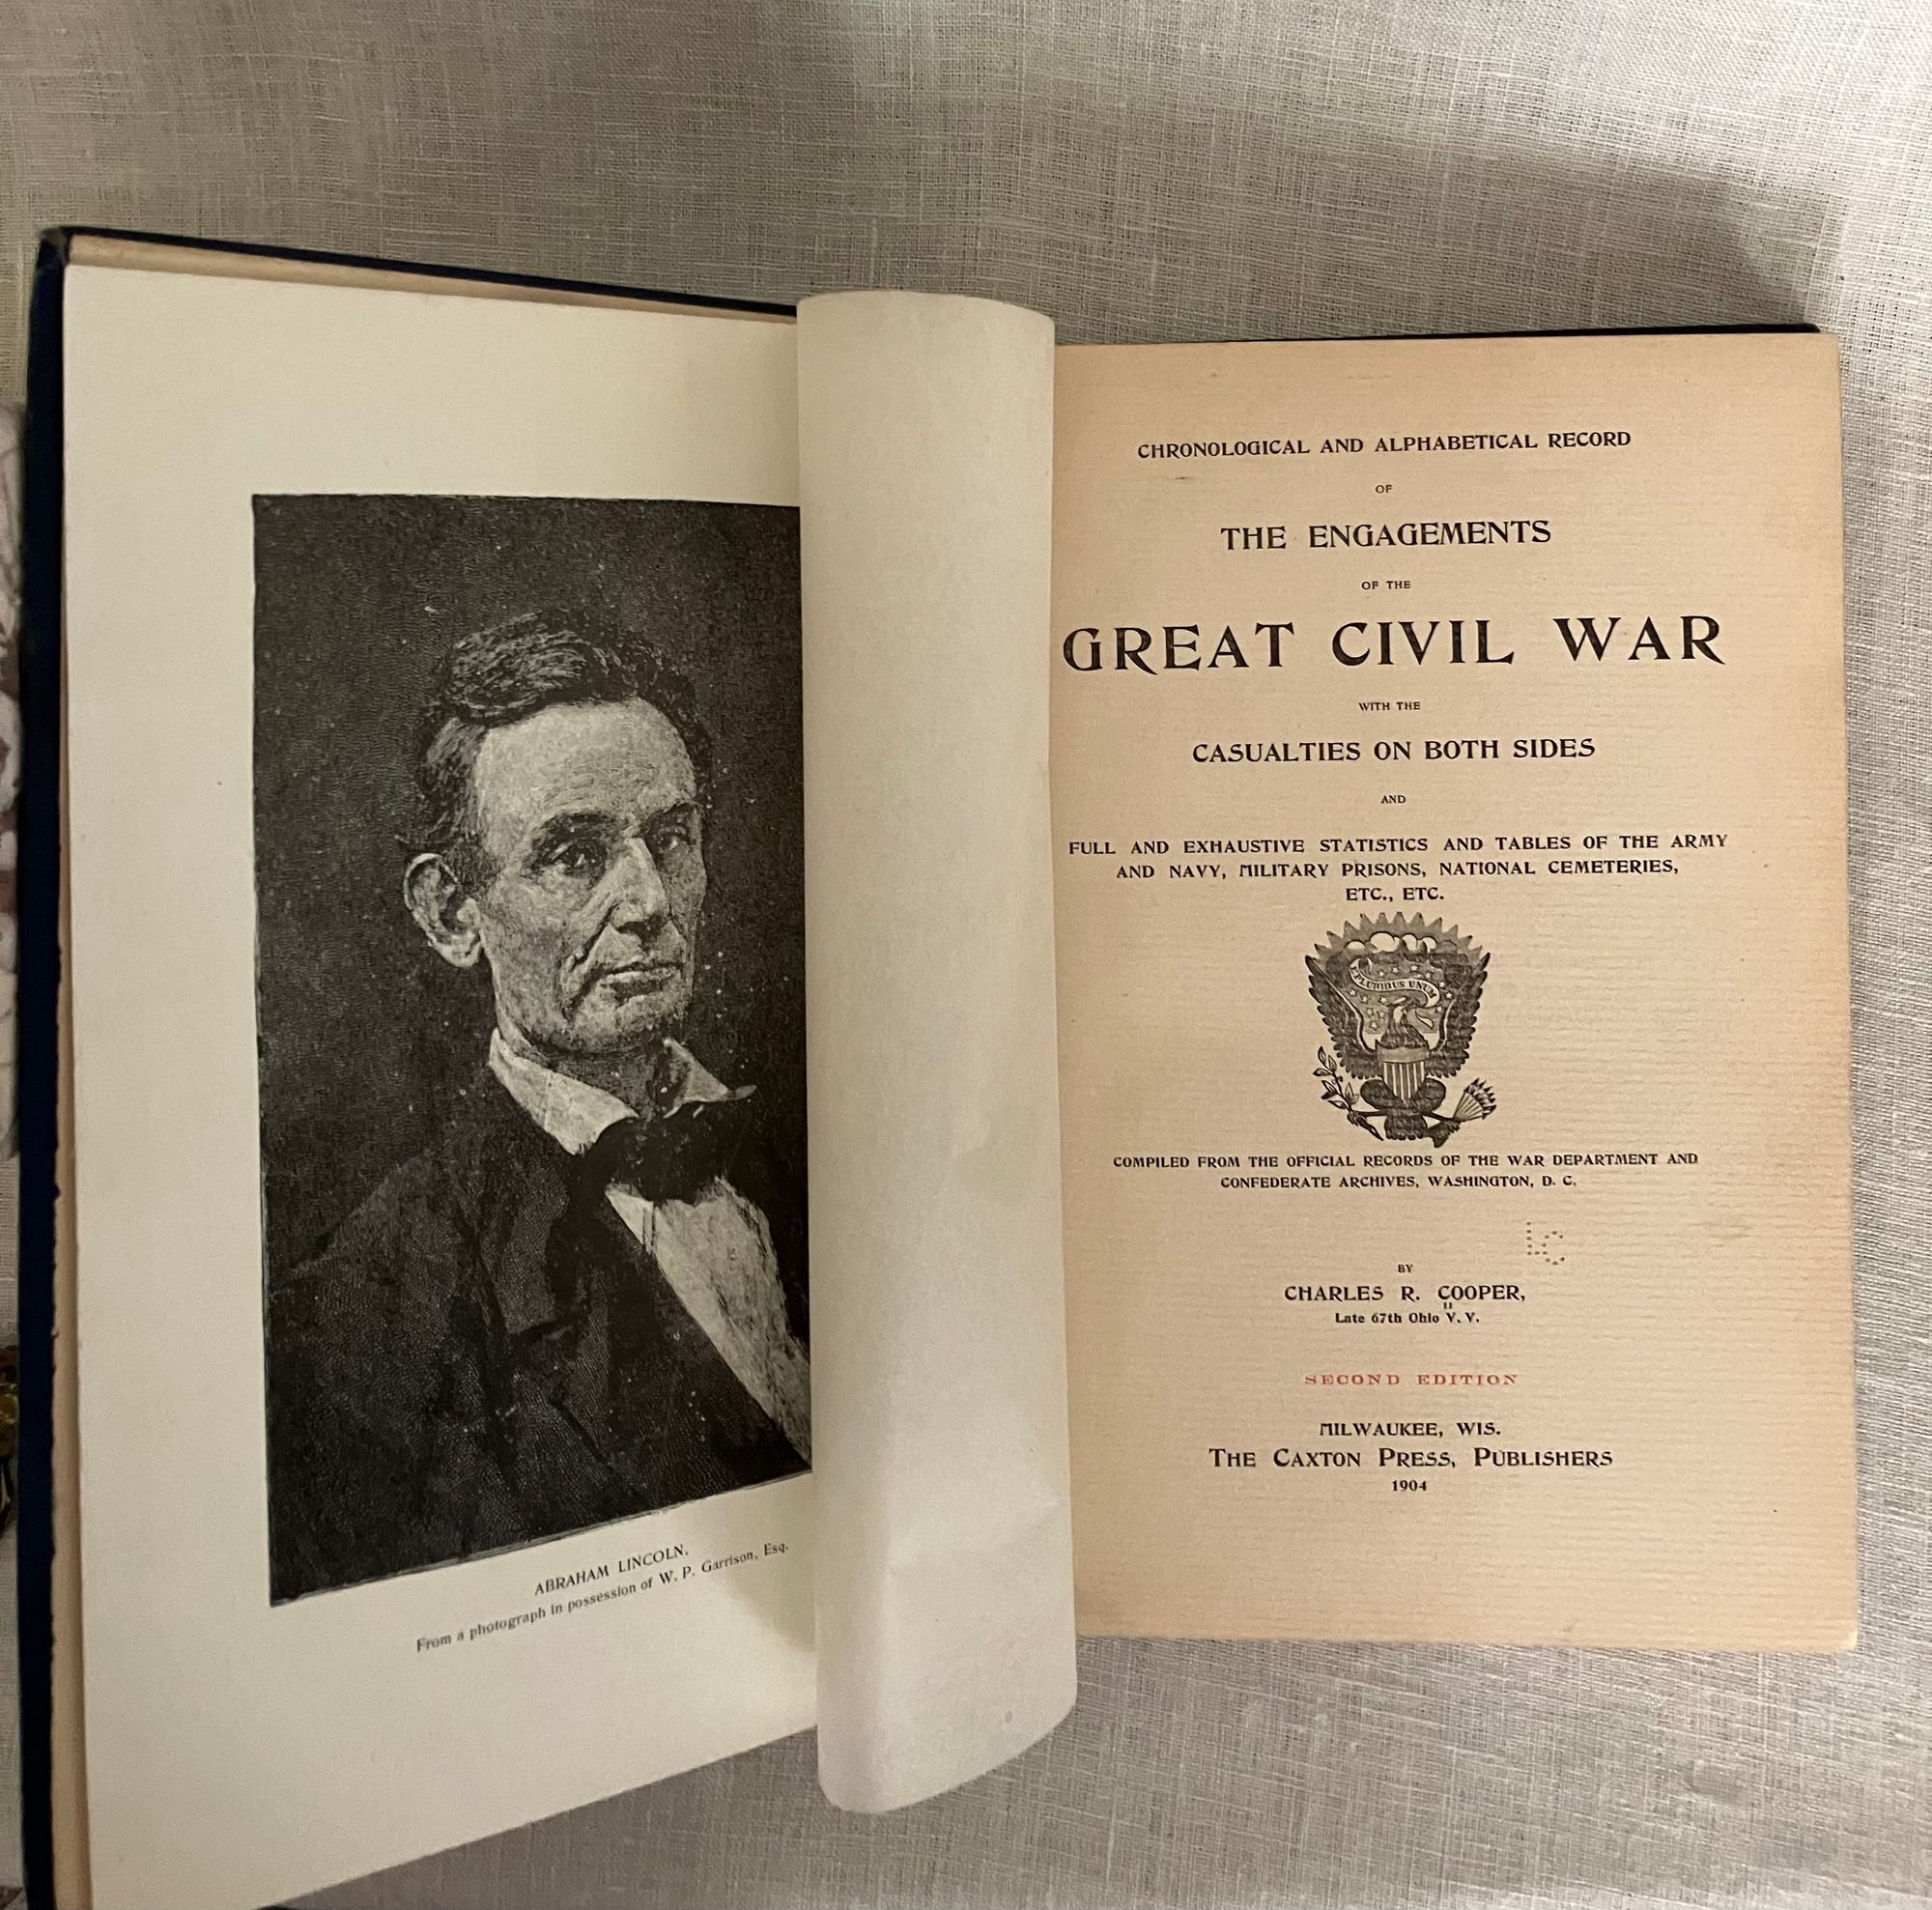 ABRAHAM LINCOLN.
From a photograph in possession of W. P. Garrison, Esq.
CHRONOLOGICAL AND ALPHABETICAL RECORD
OF
THE ENGAGEMENTS
OF THE
GREAT CIVIL WAR
WITH THE
CASUALTIES ON BOTH SIDES
AND
FULL AND EXHAUSTIVE STATISTICS AND TABLES OF THE ARMY
AND NAVY, MILITARY PRISONS, NATIONAL CEMETERIES,
ETC., ETC.
E PLURIBUS UNUM
COMPILED FROM THE OFFICIAL RECORDS OF THE WAR DEPARTMENT AND
CONFEDERATE ARCHIVES, WASHINGTON, D. C.
LC
BY
CHARLES R. COOPER,
Late 67th Ohio V. V.
SECOND EDITION
MILWAUKEE, WIS.
THE CAXTON PRESS, PUBLISHERS
1904